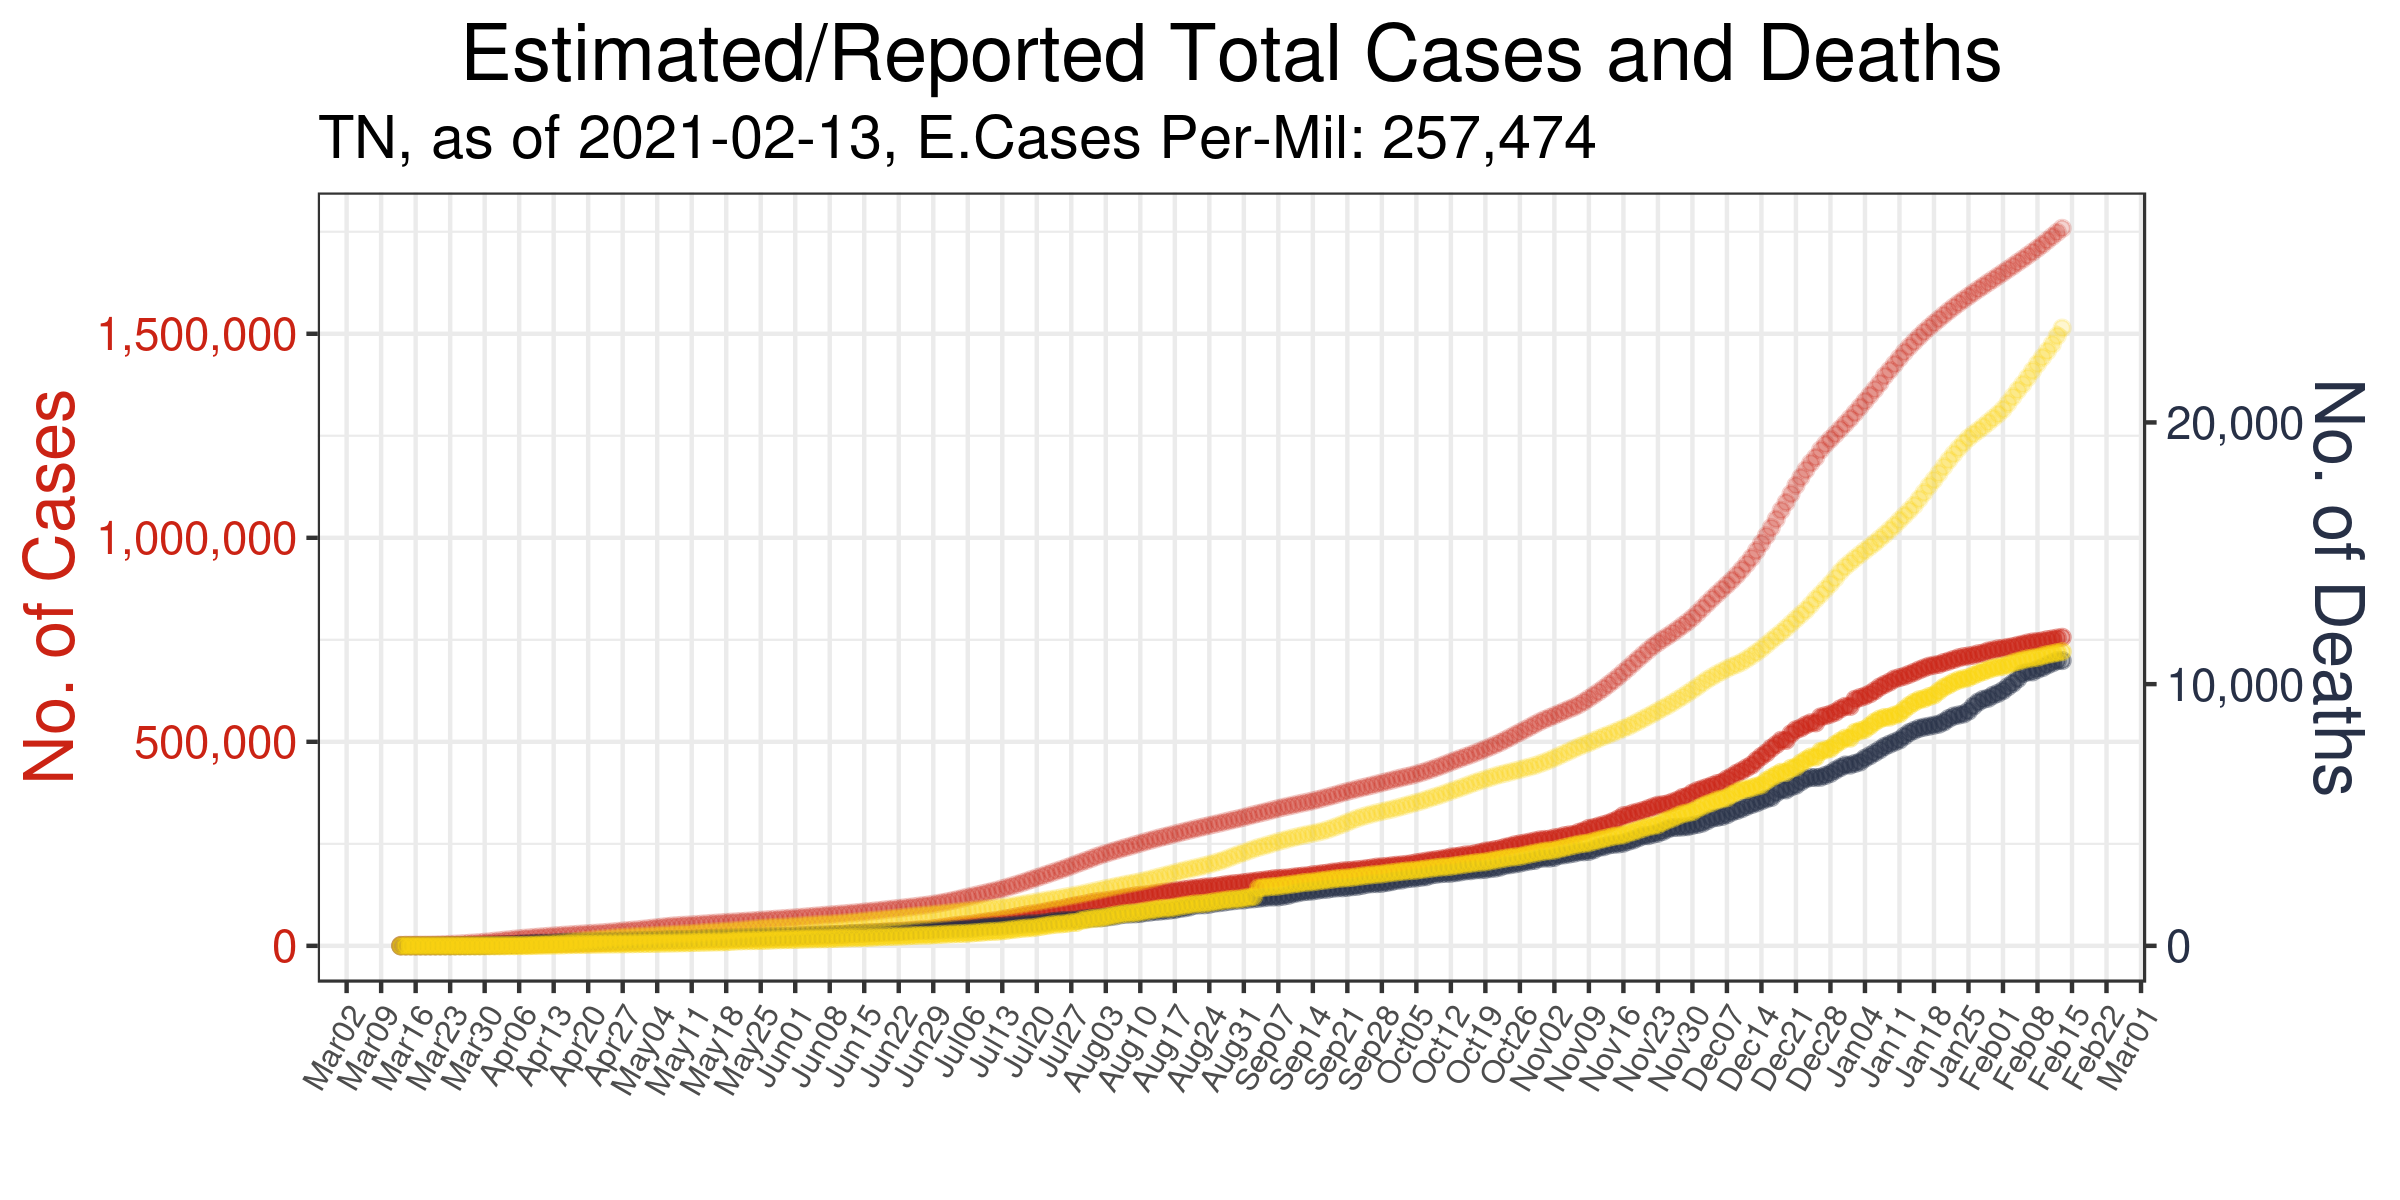 Estimated/Reported Total Cases and Deaths
TN, as of 2021-02-13, E.Cases Per-Mil: 257,474
No. of Cases
1,500,000
1,000,000
500,000
0
20,000
10,000
0
No. of Deaths
Mar02
Mar09
Mar16
Mar23
Mar30
Apr06
Apr13
Apr20
Apr27
May04
May11
May18
May25
Jun01
Jun08
Jun15
Jun22
Jun29
Jul06
Jul13
Jul20
Jul27
Aug03
Aug10
Aug17
Aug24
Aug31
Sep07
Sep14
Sep21
Sep28
Oct05
Oct12
Oct19
Oct26
Nov02
Nov09
Nov16
Nov23
Nov30
Dec07
Dec14
Dec21
Dec28
Jan04
Jan11
Jan18
Jan25
Feb01
Feb08
Feb15
Feb22
Mar01